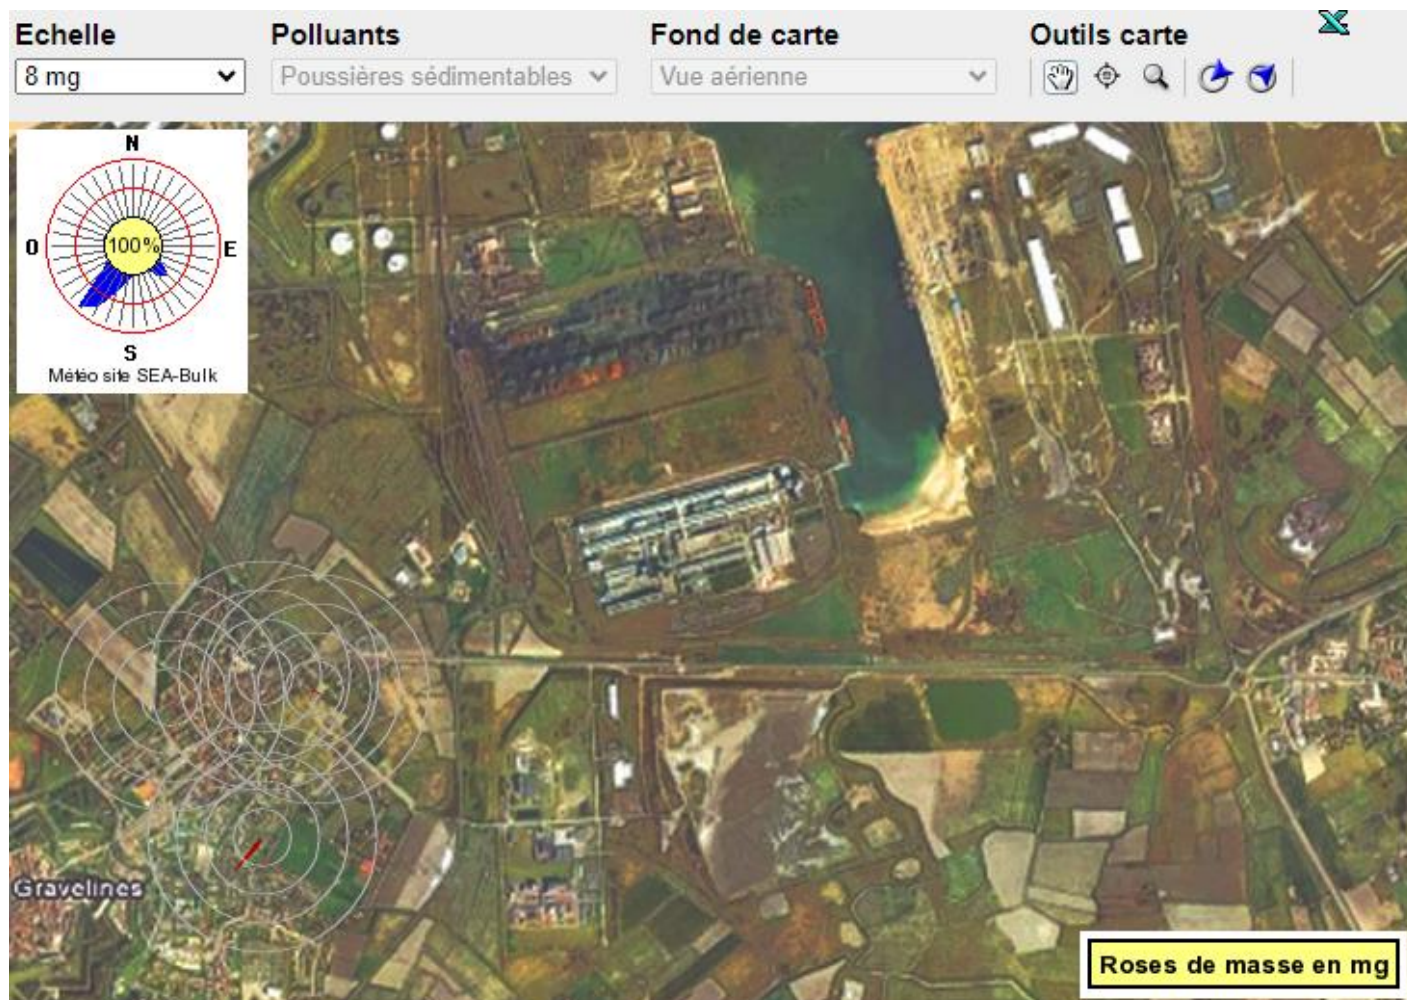 Echelle
Polluants
Fond de carte
Outils carte
8 mg
Poussières sédimentables
Vue aérienne
N
O
100%
E
S
Météo site SEA-Bulk
Gravelines
Roses de masse en mg